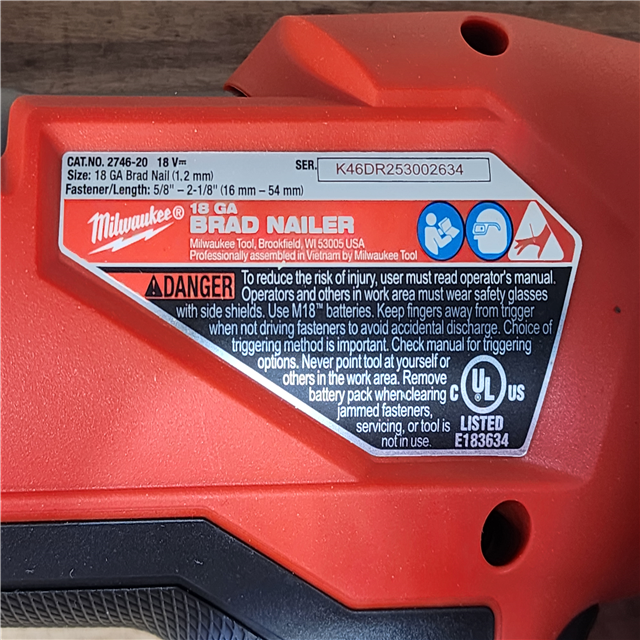 CAT.NO. 2746-20 18 V⎓
SER. K46DR253002634
Size: 18 GA Brad Nail (1,2 mm)
Fastener/Length: 5/8" – 2-1/8" (16 mm – 54 mm)
Milwaukee®
18 GA
BRAD NAILER
Milwaukee Tool, Brookfield, WI 53005 USA
Professionally assembled in Vietnam by Milwaukee Tool
DANGER
To reduce the risk of injury, user must read operator's manual.
Operators and others in work area must wear safety glasses
with side shields. Use M18™ batteries. Keep fingers away from trigger
when not driving fasteners to avoid accidental discharge. Choice of
triggering method is important. Check manual for triggering
options. Never point tool at yourself or
others in the work area. Remove
battery pack when clearing
jammed fasteners,
servicing, or tool is
not in use.
C UL US
LISTED
E183634